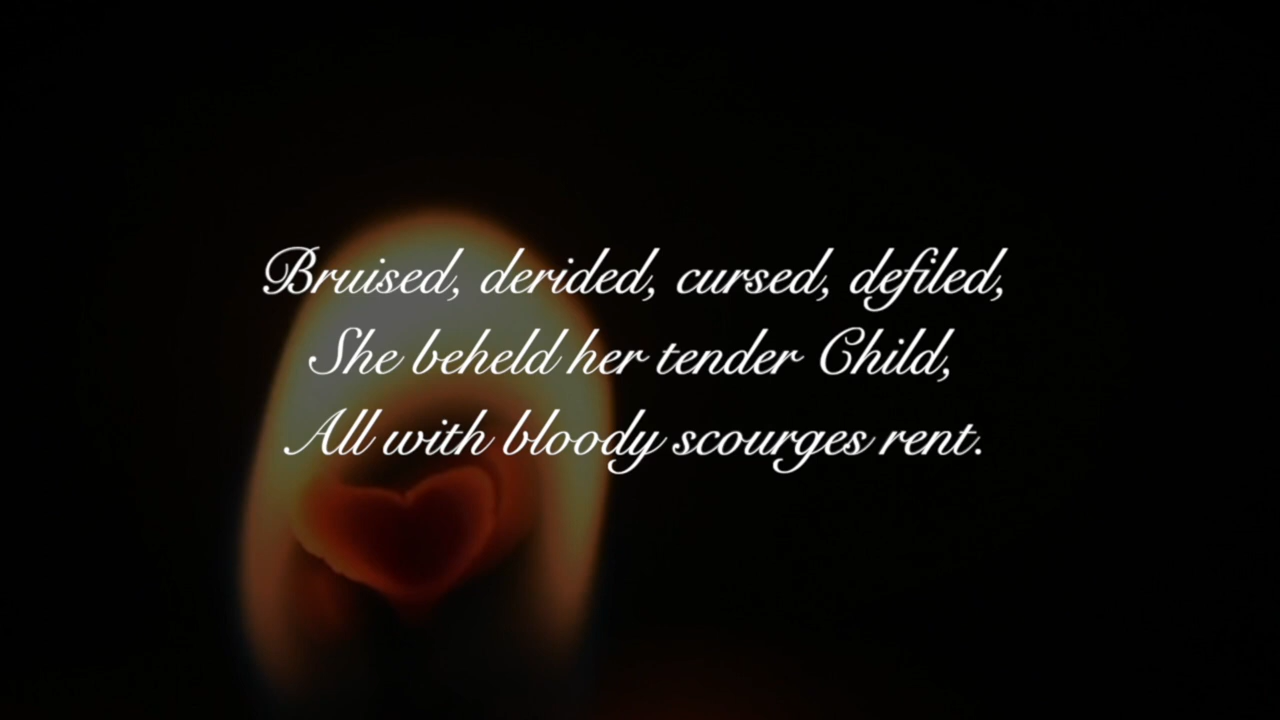 Bruised, derided, cursed, defiled,
She beheld her tender Child,
All with bloody scourges rent.